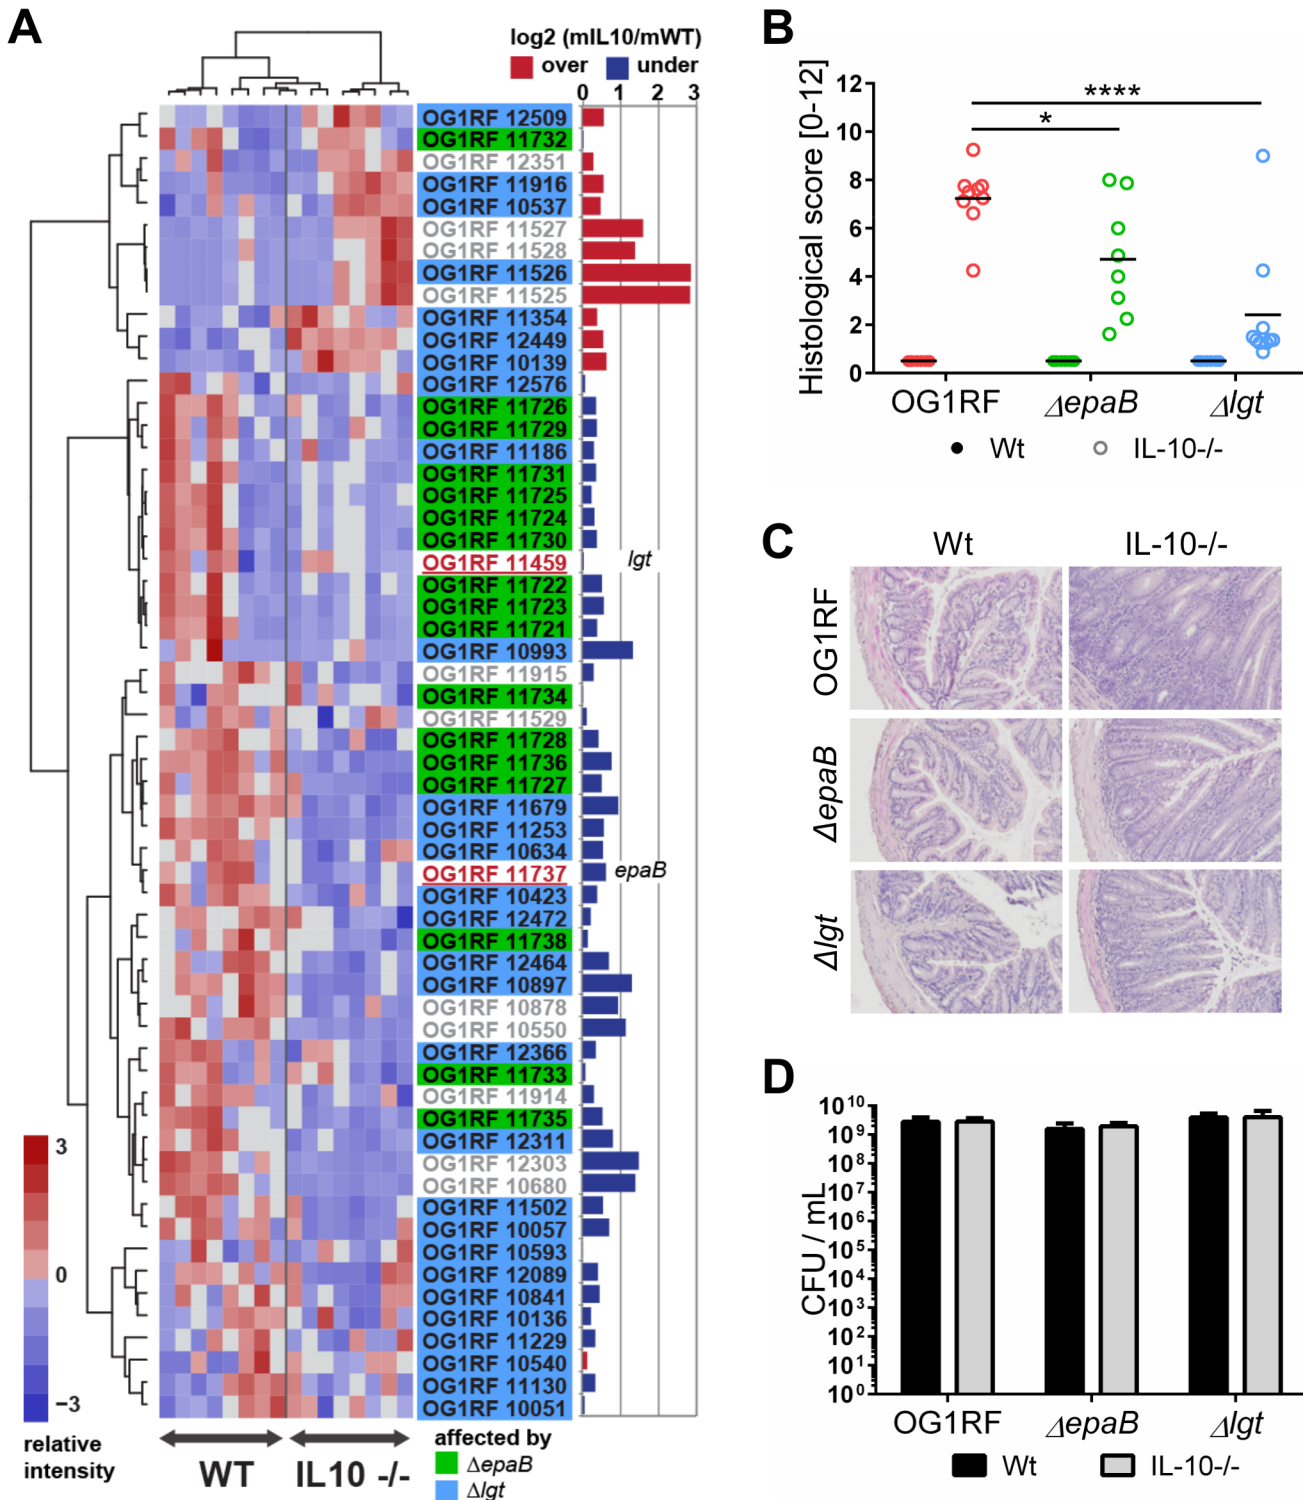 A
log2 (mIL10/mWT)
over under
0 1 2 3
OG1RF 12509
OG1RF 11732
OG1RF 12351
OG1RF 11916
OG1RF 10537
OG1RF 11527
OG1RF 11528
OG1RF 11526
OG1RF 11525
OG1RF 11354
OG1RF 12449
OG1RF 10139
OG1RF 12576
OG1RF 11726
OG1RF 11729
OG1RF 11186
OG1RF 11731
OG1RF 11725
OG1RF 11724
OG1RF 11730
OG1RF 11459 lgt
OG1RF 11722
OG1RF 11723
OG1RF 11721
OG1RF 10993
OG1RF 11915
OG1RF 11734
OG1RF 11529
OG1RF 11728
OG1RF 11736
OG1RF 11727
OG1RF 11679
OG1RF 11253
OG1RF 10634
OG1RF 11737 epaB
OG1RF 10423
OG1RF 12472
OG1RF 11738
OG1RF 12464
OG1RF 10897
OG1RF 10878
OG1RF 10550
OG1RF 12366
OG1RF 11733
OG1RF 11914
OG1RF 11735
OG1RF 12311
OG1RF 12303
OG1RF 10680
OG1RF 11502
OG1RF 10057
OG1RF 10593
OG1RF 12089
OG1RF 10841
OG1RF 10136
OG1RF 11229
OG1RF 10540
OG1RF 11130
OG1RF 10051
3
0
−3
relative
intensity
WT IL10 -/-
affected by
ΔepaB
Δlgt
B
Histological score [0-12]
12
10
8
6
4
2
0
****
*
OG1RF ΔepaB Δlgt
Wt IL-10-/-
C
Wt IL-10-/-
OG1RF
ΔepaB
Δlgt
D
CFU / mL
10^10
10^9
10^8
10^7
10^6
10^5
10^4
10^3
10^2
10^1
10^0
OG1RF ΔepaB Δlgt
Wt IL-10-/-